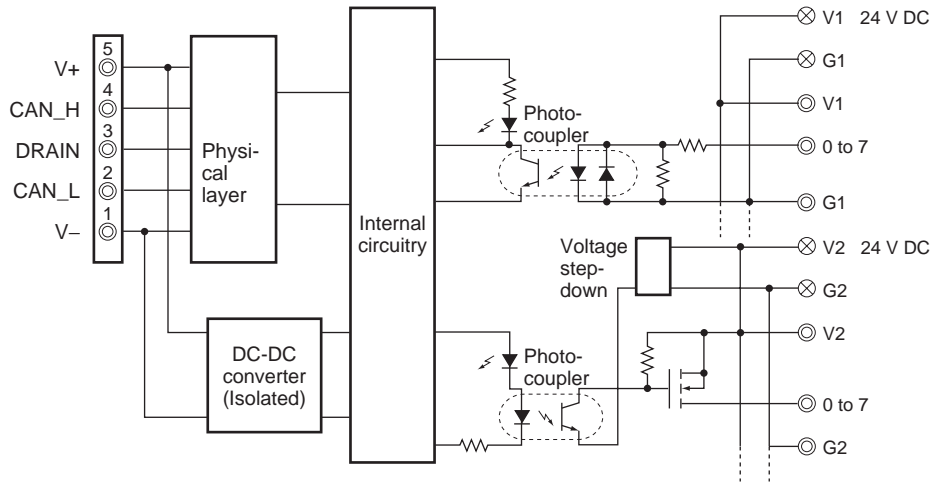 5
V+
4
CAN_H
3
DRAIN
2
CAN_L
1
V−
Physi-
cal
layer
DC-DC
converter
(Isolated)
Internal
circuitry
Photo-
coupler
V1 24 V DC
G1
V1
0 to 7
G1
Voltage
step-
down
V2 24 V DC
G2
V2
Photo-
coupler
0 to 7
G2